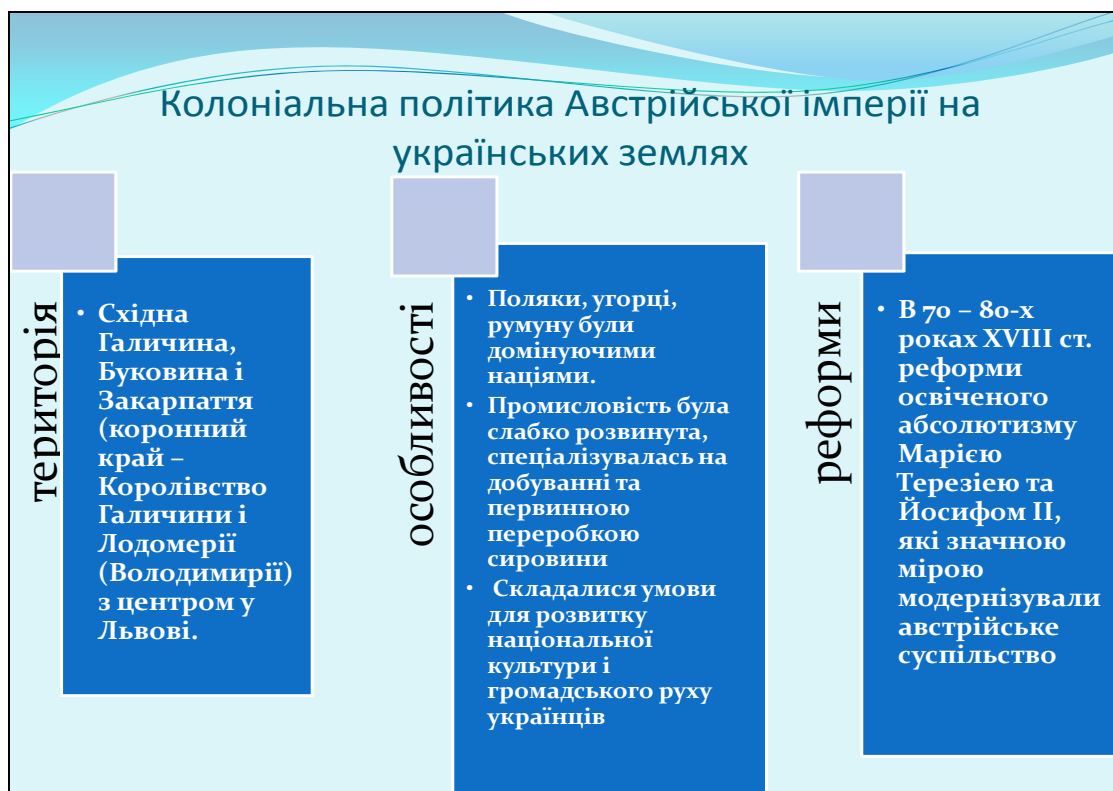 Колоніальна політика Австрійської імперії на
українських землях
територія
• Східна
Галичина,
Буковина і
Закарпаття
(коронний
край –
Королівство
Галичини і
Лодомерії
(Володимирії)
з центром у
Львові.
особливості
• Поляки, угорці,
румуну були
домінуючими
націями.
• Промисловість була
слабко розвинута,
спеціалізувалась на
добуванні та
первинною
переробкою
сировини
• Складалися умови
для розвитку
національної
культури і
громадського руху
українців
реформи
• В 70 – 80-х
роках XVIII ст.
реформи
освіченого
абсолютизму
Марією
Терезією та
Йосифом II,
які значною
мірою
модернізували
австрійське
суспільство